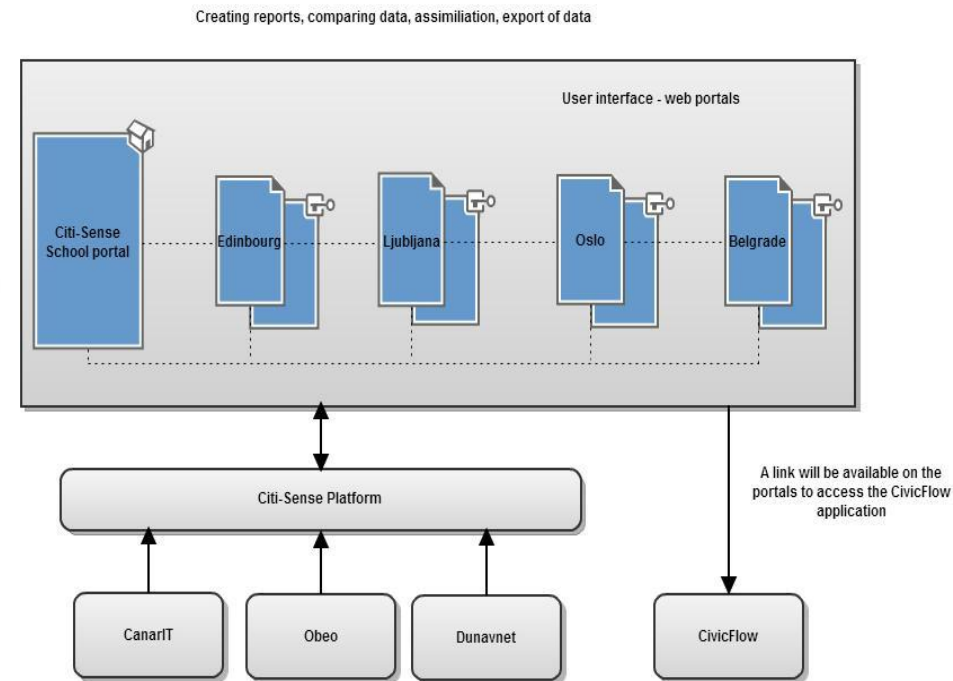 Creating reports, comparing data, assimiliation, export of data
User interface - web portals
Citi-Sense
School portal
Edinbourg
Ljubljana
Oslo
Belgrade
Citi-Sense Platform
A link will be available on the
portals to access the CivicFlow
application
CanarIT
Obeo
Dunavnet
CivicFlow